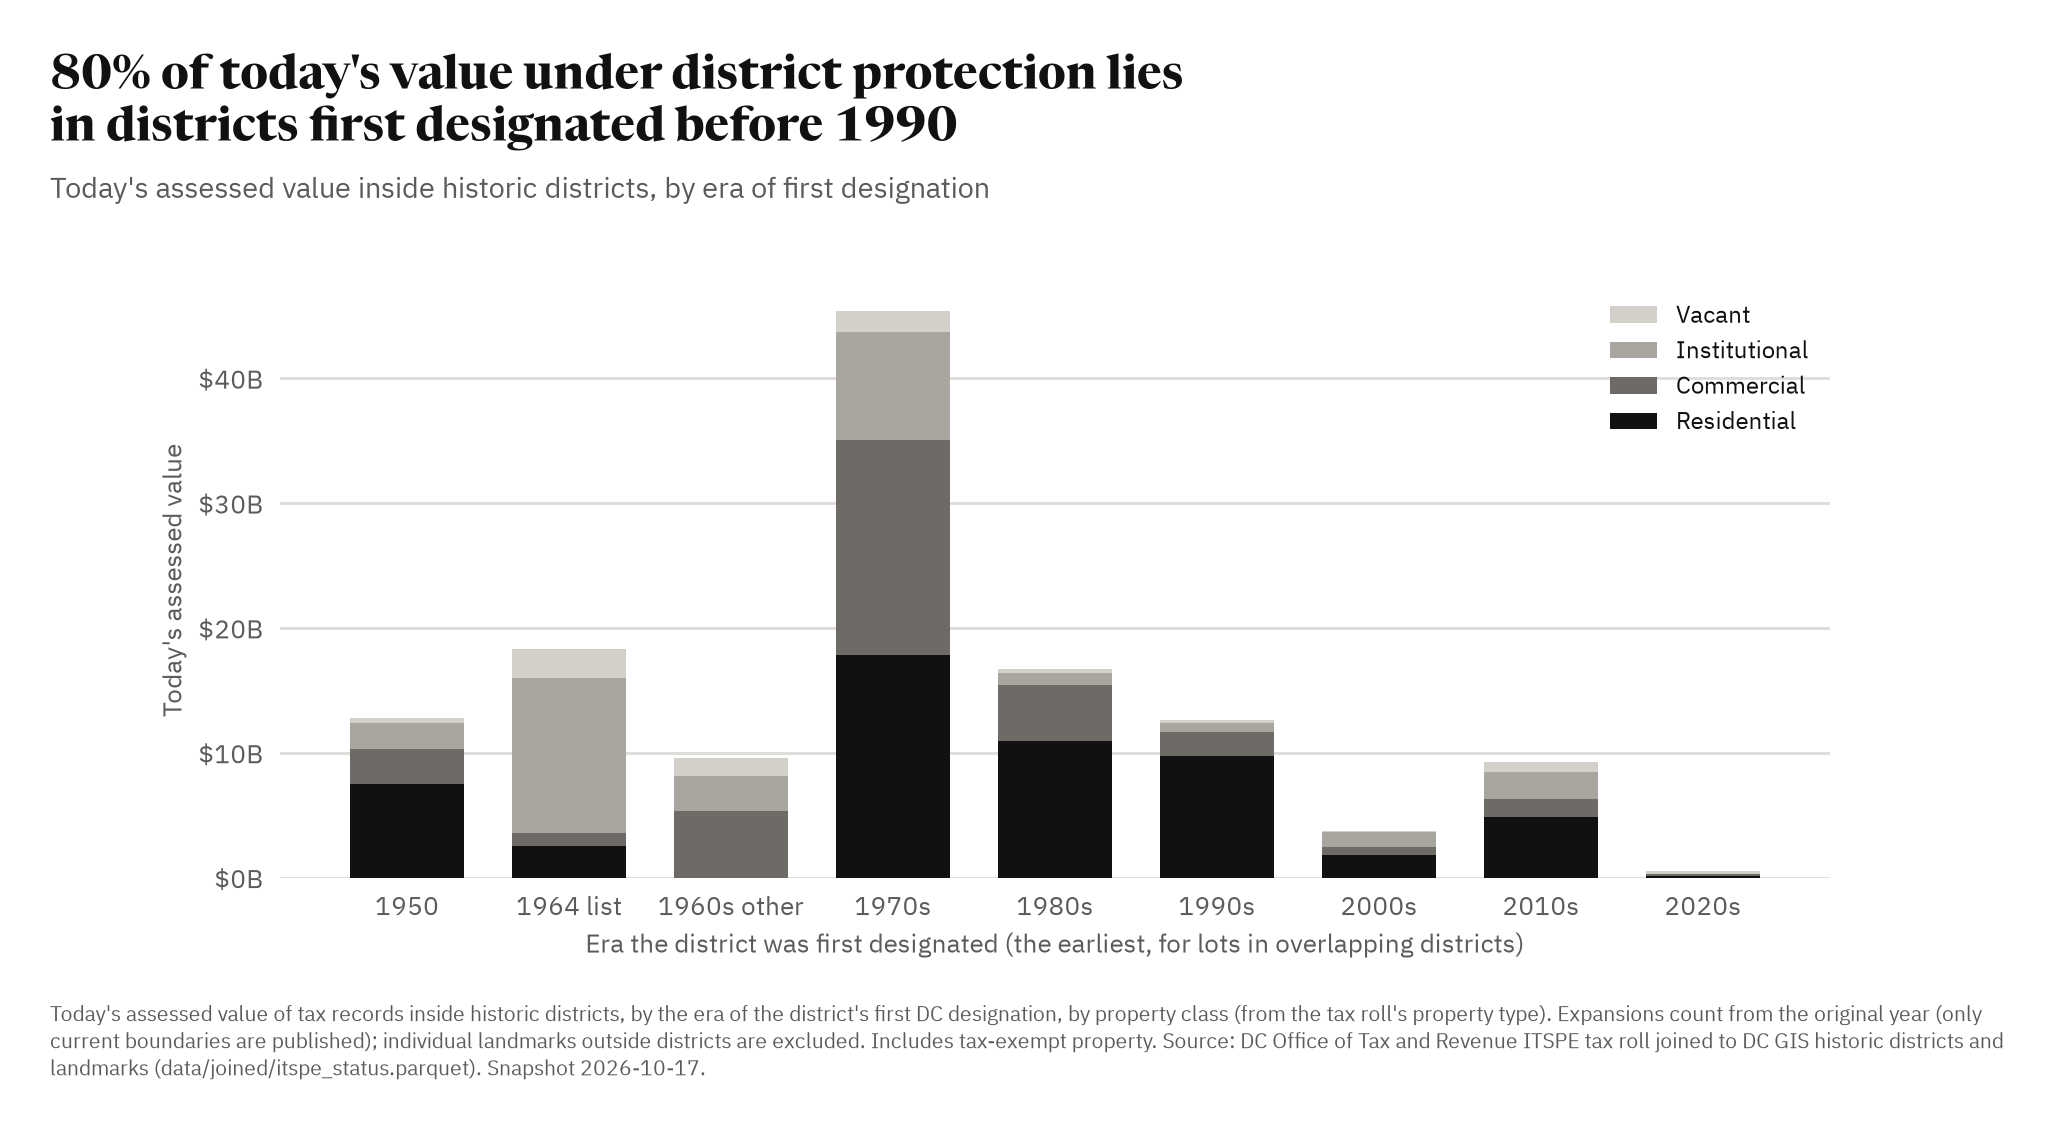 80% of today's value under district protection lies
in districts first designated before 1990
Today's assessed value inside historic districts, by era of first designation
Vacant
Institutional
Commercial
Residential
Today's assessed value
$40B
$30B
$20B
$10B
$0B
1950
1964 list
1960s other
1970s
1980s
1990s
2000s
2010s
2020s
Era the district was first designated (the earliest, for lots in overlapping districts)
Today's assessed value of tax records inside historic districts, by the era of the district's first DC designation, by property class (from the tax roll's property type). Expansions count from the original year (only
current boundaries are published); individual landmarks outside districts are excluded. Includes tax-exempt property. Source: DC Office of Tax and Revenue ITSPE tax roll joined to DC GIS historic districts and
landmarks (data/joined/itspe_status.parquet). Snapshot 2026-10-17.